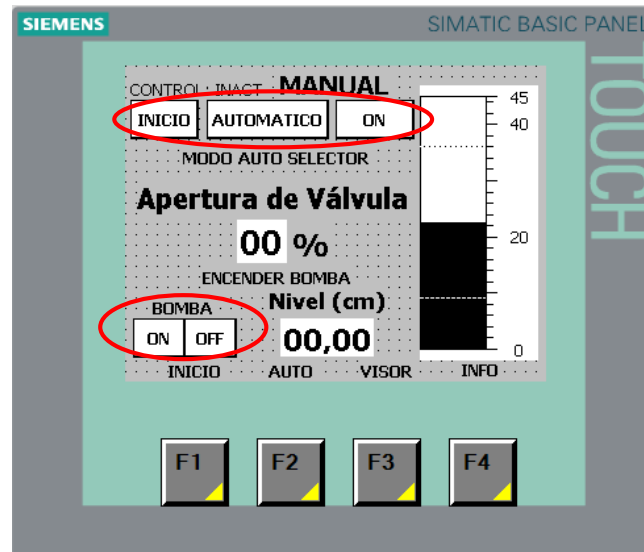 SIEMENS SIMATIC BASIC PANEL
TOUCH
CONTROL INACT MANUAL
INICIO AUTOMATICO ON
MODO AUTO SELECTOR
45
40
20
0
Apertura de Válvula
00 %
ENCENDER BOMBA
BOMBA Nivel (cm)
ON OFF 00,00
INICIO AUTO VISOR INFO
F1 F2 F3 F4